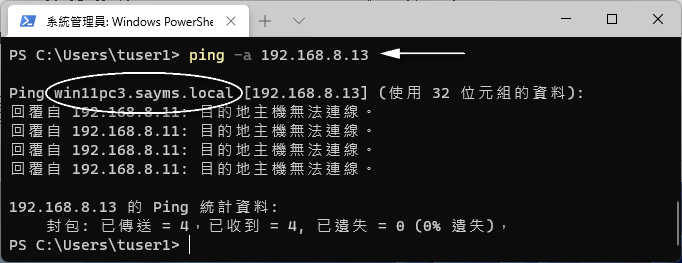 系統管理員: Windows PowerShe
PS C:\Users\tuser1> ping -a 192.168.8.13
Ping win11pc3.sayms.local [192.168.8.13] (使用 32 位元組的資料):
回覆自 192.168.8.11: 目的地主機無法連線。
回覆自 192.168.8.11: 目的地主機無法連線。
回覆自 192.168.8.11: 目的地主機無法連線。
回覆自 192.168.8.11: 目的地主機無法連線。
192.168.8.13 的 Ping 統計資料:
封包: 已傳送 = 4，已收到 = 4, 已遺失 = 0 (0% 遺失)，
PS C:\Users\tuser1>